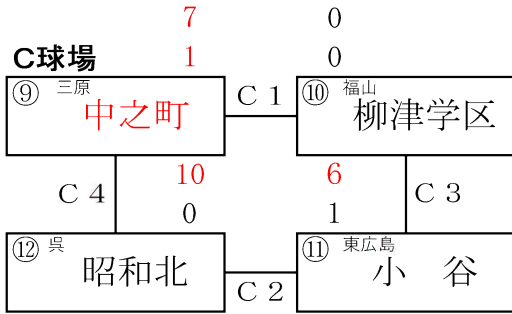 7 0
C球場 1 0
⑨ 三原 中之町
C 1
⑩ 福山 柳津学区
C 4
10 6
0 1
C 3
⑫ 呉 昭和北
C 2
⑪ 東広島 小 谷